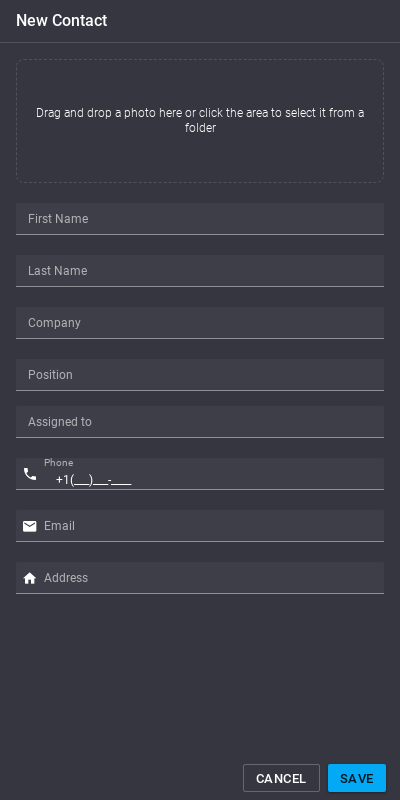 New Contact
Drag and drop a photo here or click the area to select it from a
folder
First Name
Last Name
Company
Position
Assigned to
Phone
+1(___)___-____
Email
Address
CANCEL
SAVE